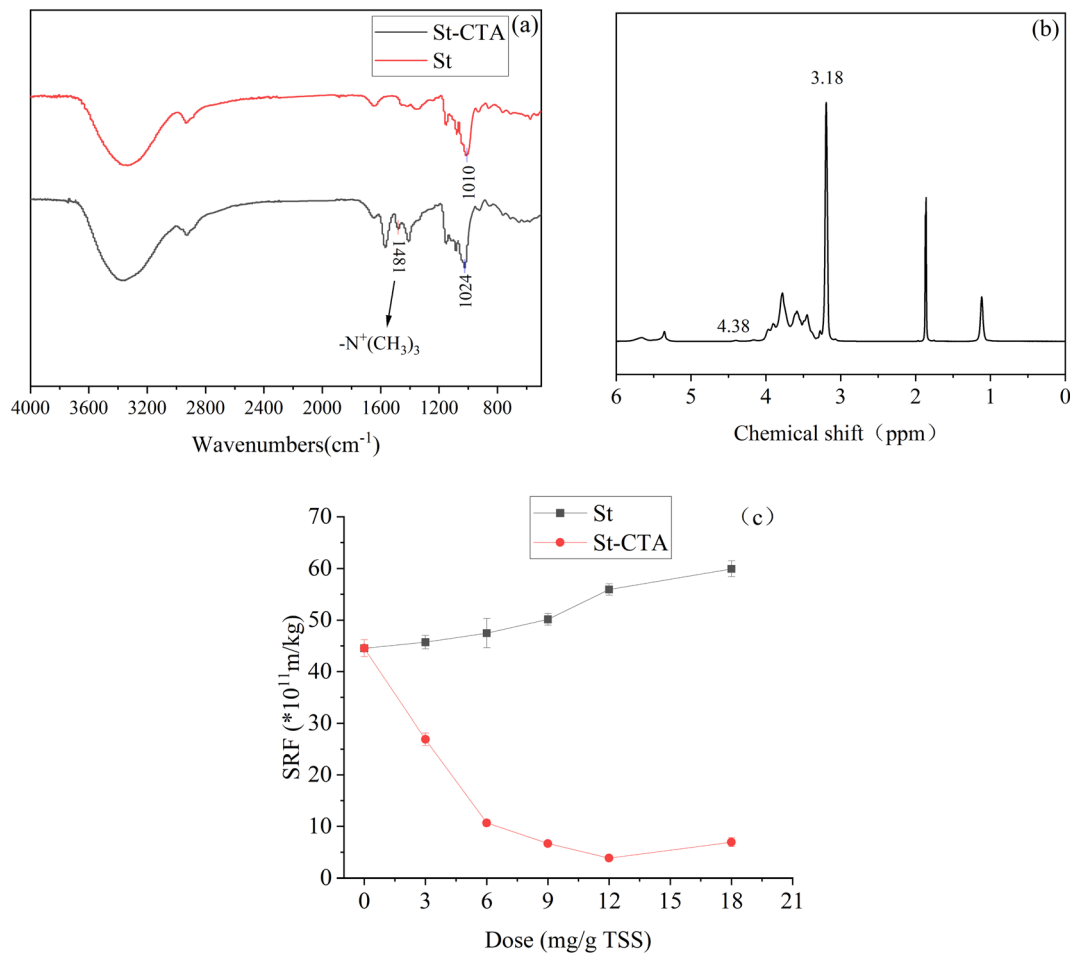 (a)
St-CTA
St
1010
1481
1024
-N⁺(CH₃)₃
4000 3600 3200 2800 2400 2000 1600 1200 800
Wavenumbers(cm⁻¹)
(b)
3.18
4.38
6 5 4 3 2 1 0
Chemical shift（ppm）
（c）
St
St-CTA
70
60
50
40
30
20
10
0
SRF (*10¹¹m/kg)
0 3 6 9 12 15 18 21
Dose (mg/g TSS)